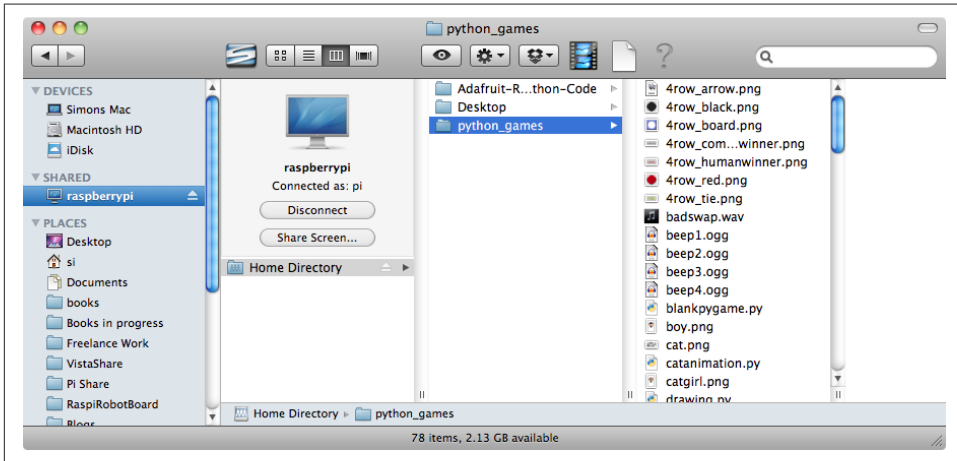 python_games
DEVICES
Simons Mac
Macintosh HD
iDisk
SHARED
raspberrypi
PLACES
Desktop
si
Documents
books
Books in progress
Freelance Work
VistaShare
Pi Share
RaspiRobotBoard
Blogs
raspberrypi
Connected as: pi
Disconnect
Share Screen...
Home Directory
Adafruit-R...thon-Code
Desktop
python_games
4row_arrow.png
4row_black.png
4row_board.png
4row_com...winner.png
4row_humanwinner.png
4row_red.png
4row_tie.png
badswap.wav
beep1.ogg
beep2.ogg
beep3.ogg
beep4.ogg
blankpygame.py
boy.png
cat.png
catanimation.py
catgirl.png
drawing.py
Home Directory ▸ python_games
78 items, 2.13 GB available